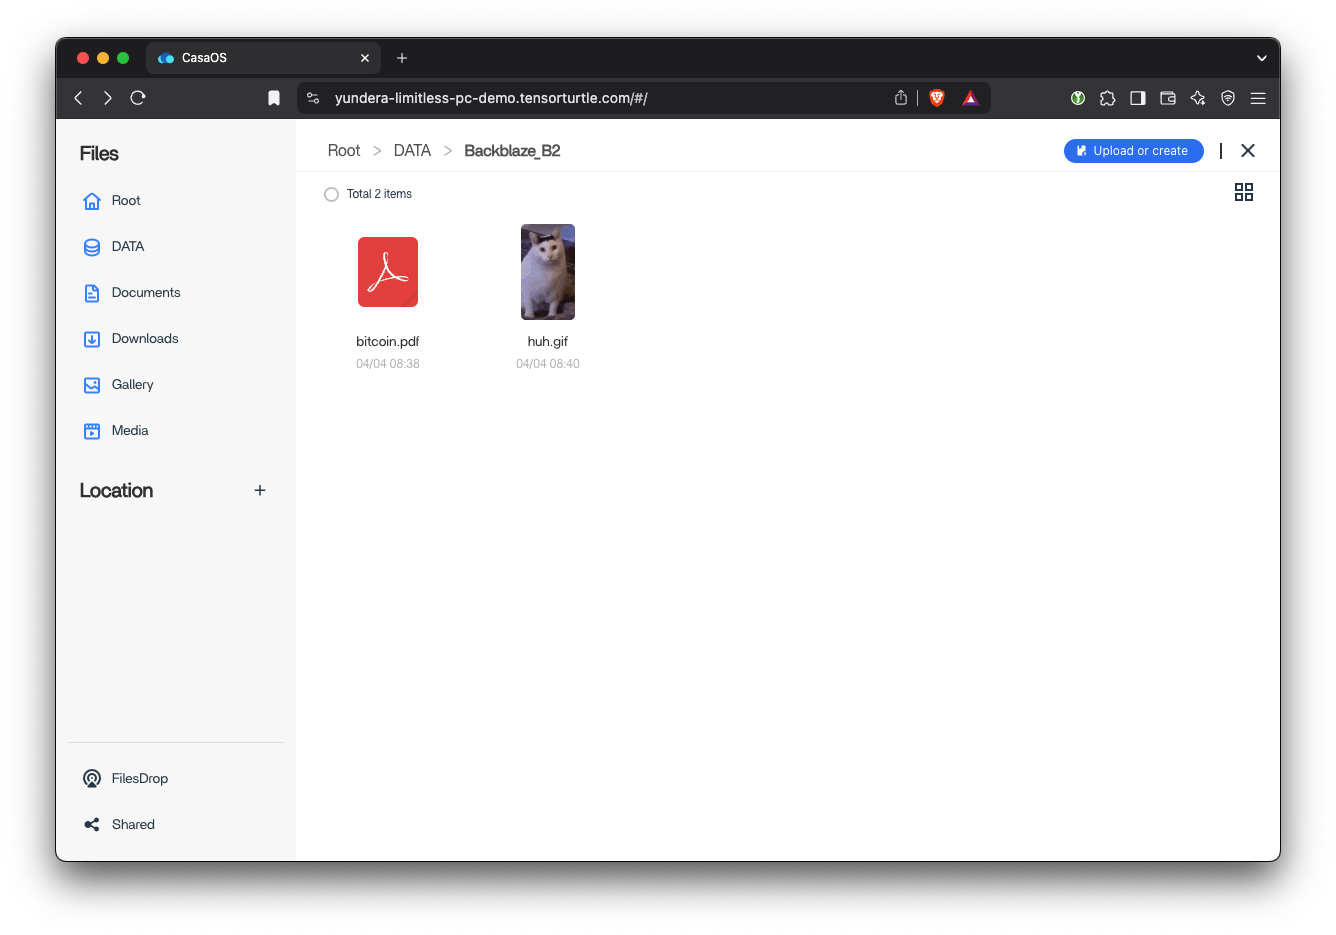 CasaOS
yundera-limitless-pc-demo.tensorturtle.com/#/
Files
Root
DATA
Documents
Downloads
Gallery
Media
Location
FilesDrop
Shared
Root > DATA > Backblaze_B2
Upload or create
Total 2 items
bitcoin.pdf
04/04 08:38
huh.gif
04/04 08:40